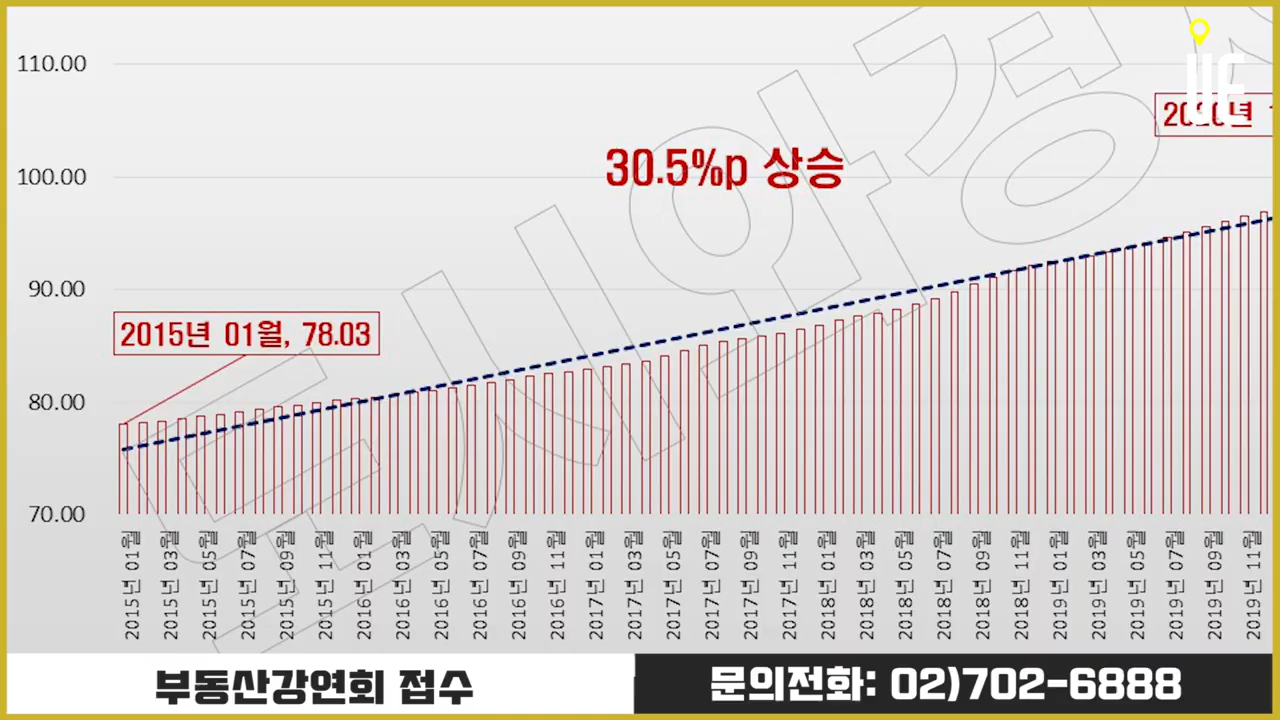 110.00
100.00
90.00
80.00
70.00
30.5%p 상승
2015년 01월, 78.03
2020년
2015년 01월
2015년 03월
2015년 05월
2015년 07월
2015년 09월
2015년 11월
2016년 01월
2016년 03월
2016년 05월
2016년 07월
2016년 09월
2016년 11월
2017년 01월
2017년 03월
2017년 05월
2017년 07월
2017년 09월
2017년 11월
2018년 01월
2018년 03월
2018년 05월
2018년 07월
2018년 09월
2018년 11월
2019년 01월
2019년 03월
2019년 05월
2019년 07월
2019년 09월
2019년 11월
부동산강연회 접수
문의전화: 02)702-6888